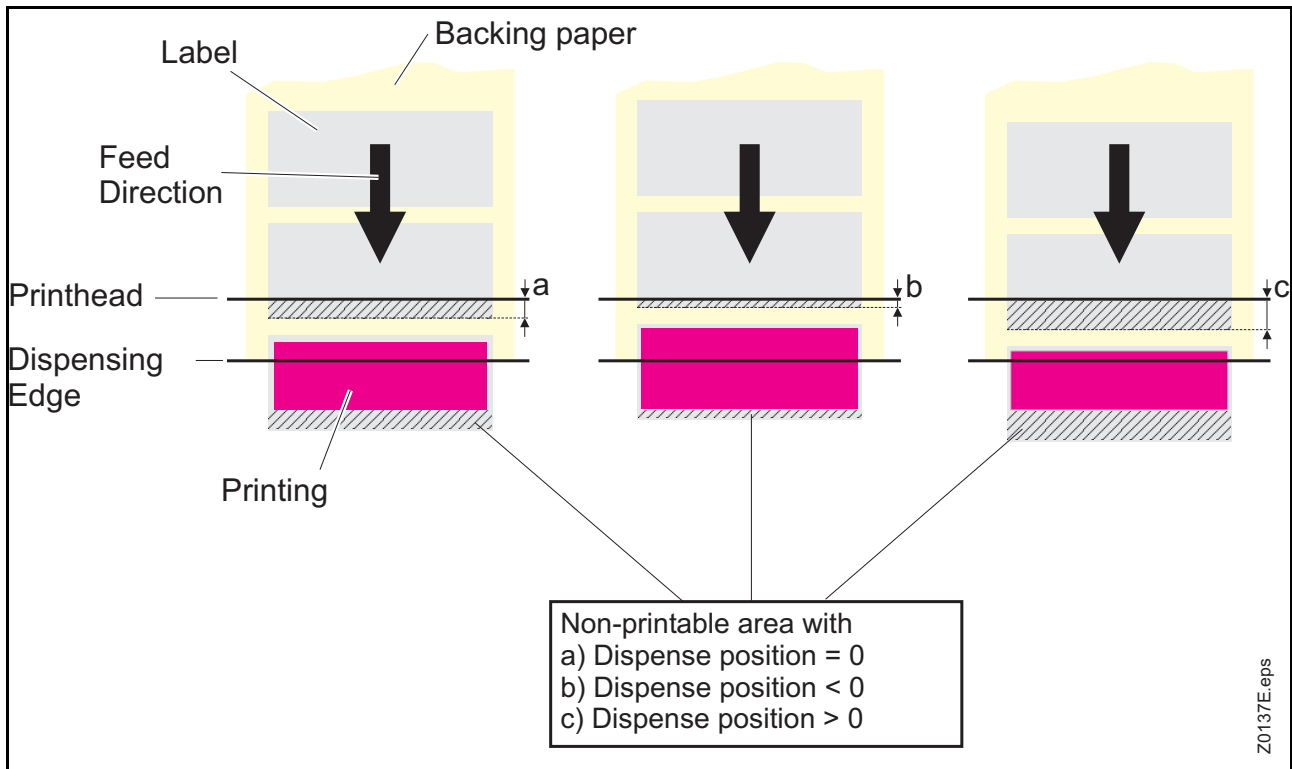 Backing paper
Label
Feed
Direction
a
b
c
Printhead
Dispensing
Edge
Printing
Non-printable area with
a) Dispense position = 0
b) Dispense position < 0
c) Dispense position > 0
Z0137E.eps